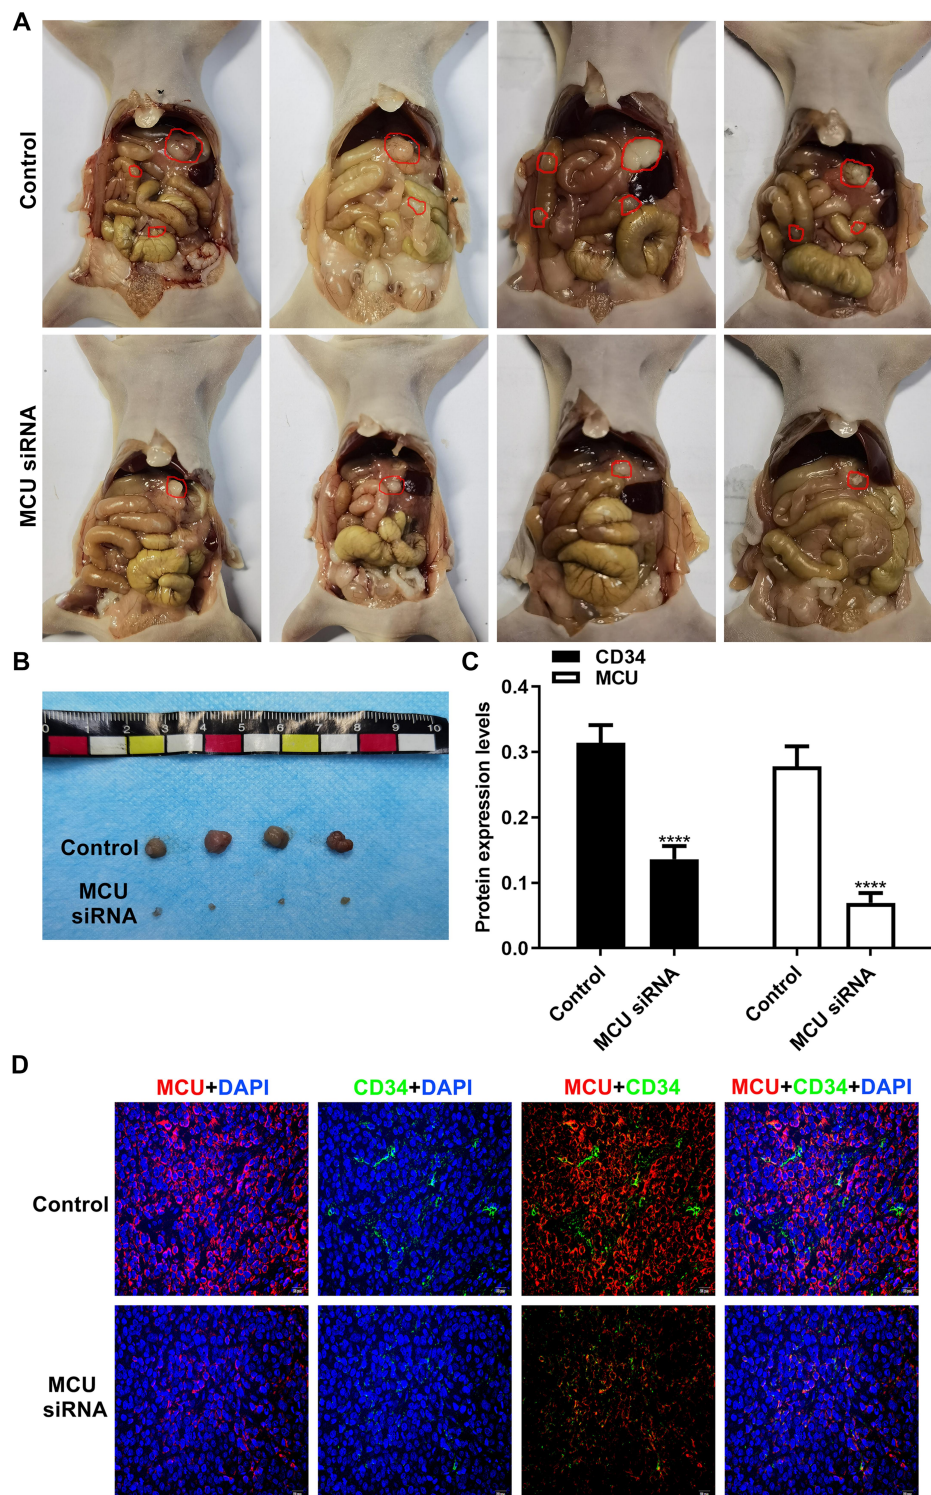 A
Control
MCU siRNA
B
0 1 2 3 4 5 6 7 8 9 10
Control
MCU
siRNA
C
CD34
MCU
Protein expression levels
0.4
0.3
0.2
0.1
0.0
****
****
Control
MCU siRNA
Control
MCU siRNA
D
MCU+DAPI
CD34+DAPI
MCU+CD34
MCU+CD34+DAPI
Control
MCU
siRNA